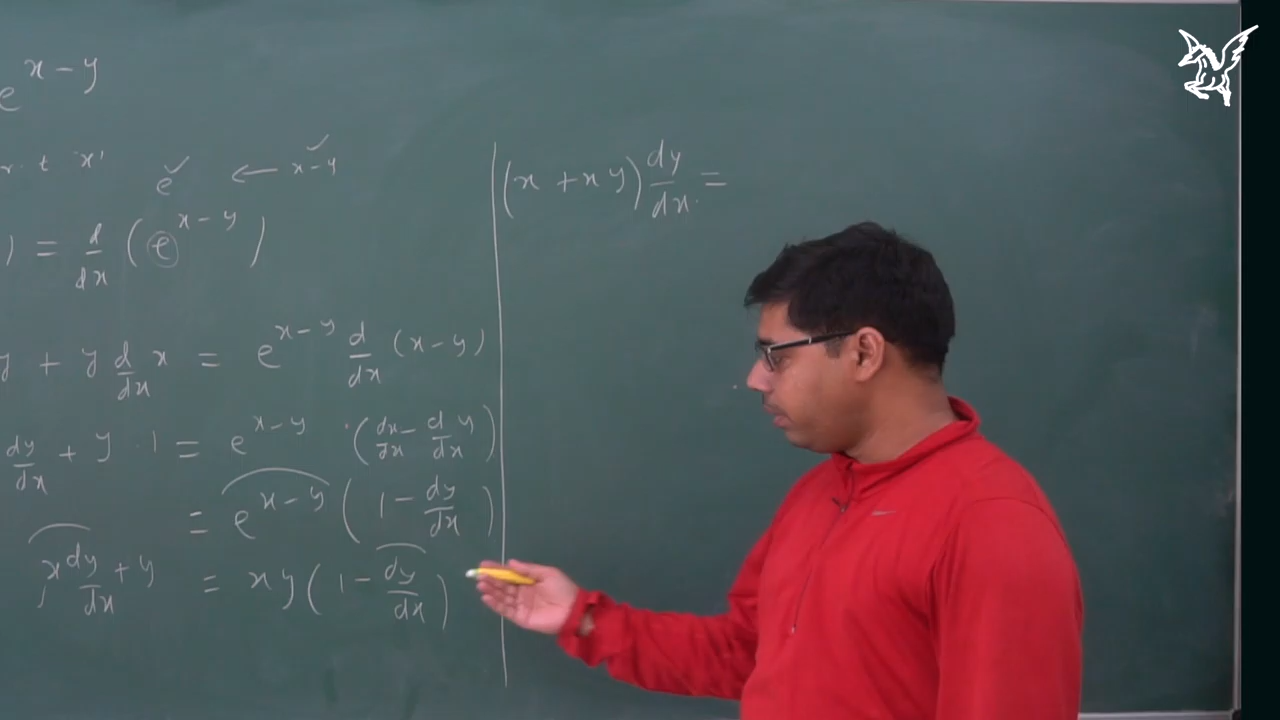 e^{x-y}
r. t 'x'
e ← x-y
) = d/dx (e^{x-y})
y + y d/dx x = e^{x-y} d/dx (x-y)
dy/dx + y · 1 = e^{x-y} · (dx/dx - d/dx y)
= e^{x-y} (1 - dy/dx)
x dy/dx + y = xy (1 - dy/dx)
(x + xy) dy/dx =